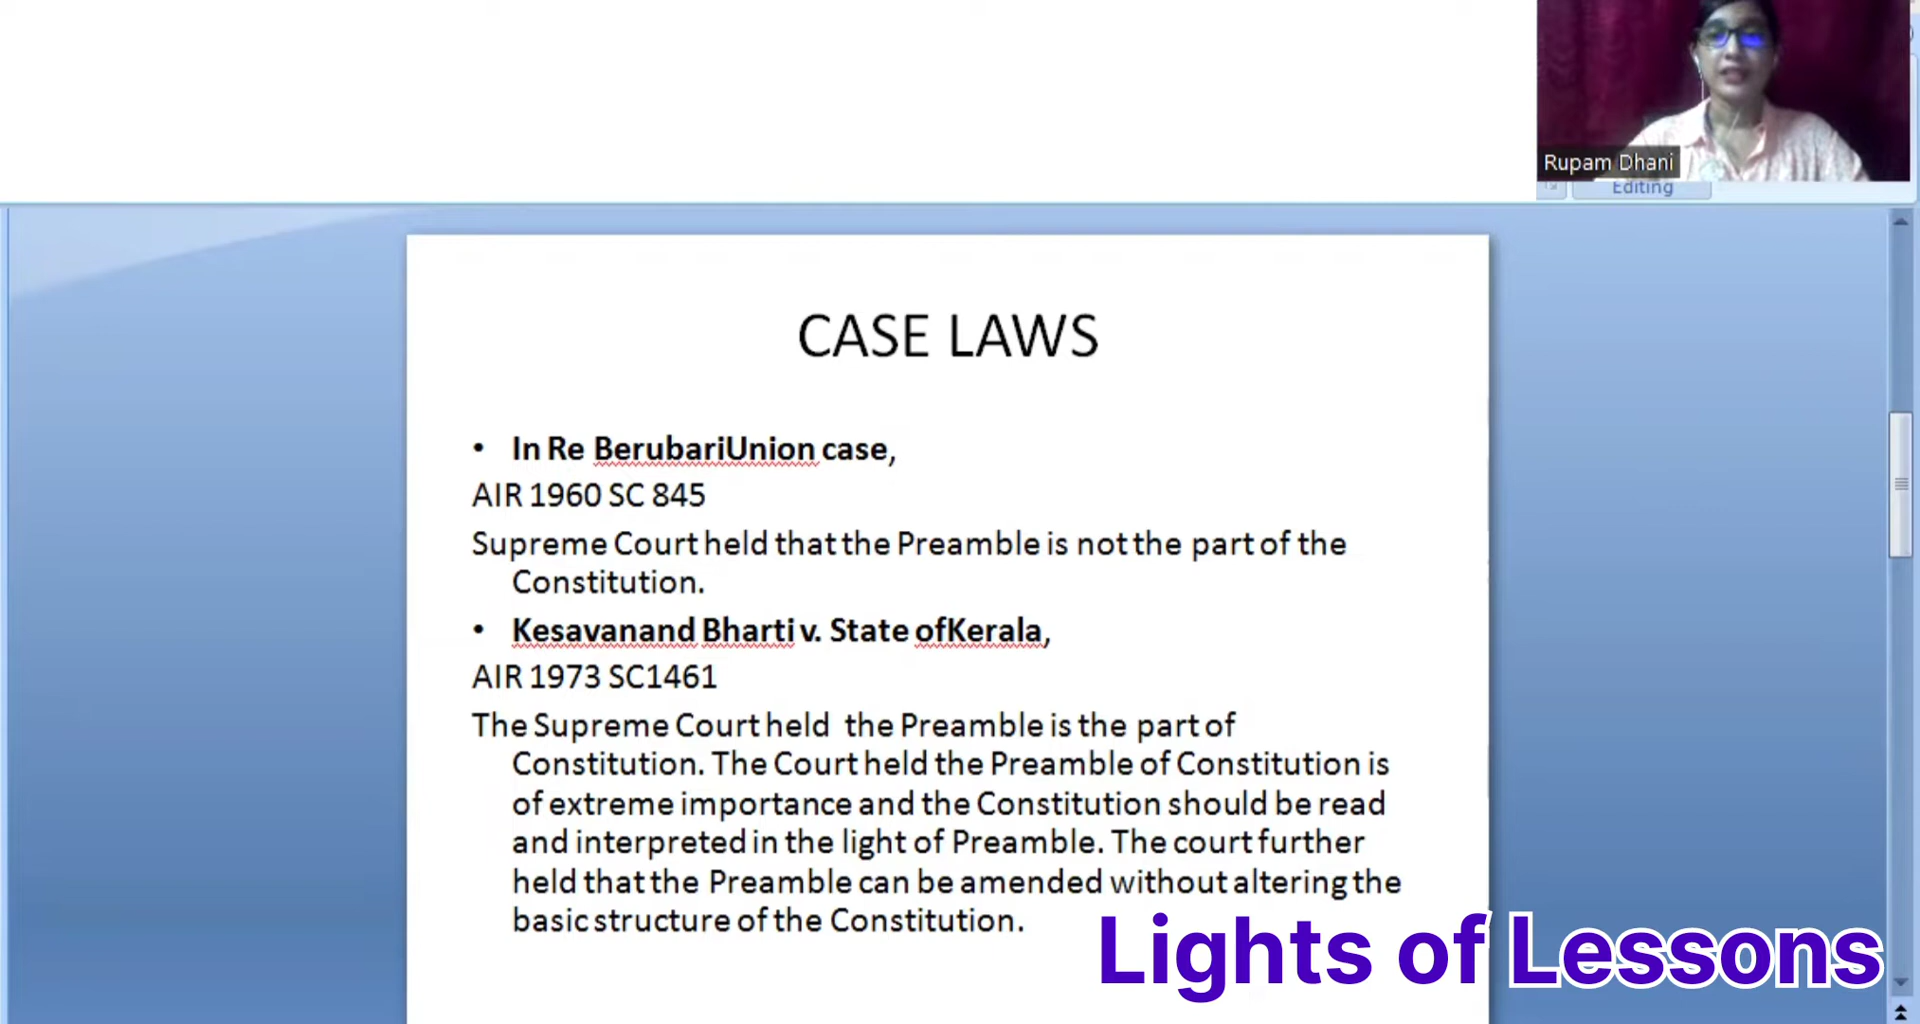 Rupam Dhani
Editing
CASE LAWS
• In Re BerubariUnion case,
AIR 1960 SC 845
Supreme Court held that the Preamble is not the part of the
Constitution.
• Kesavanand Bharti v. State ofKerala,
AIR 1973 SC1461
The Supreme Court held the Preamble is the part of
Constitution. The Court held the Preamble of Constitution is
of extreme importance and the Constitution should be read
and interpreted in the light of Preamble. The court further
held that the Preamble can be amended without altering the
basic structure of the Constitution.
Lights of Lessons